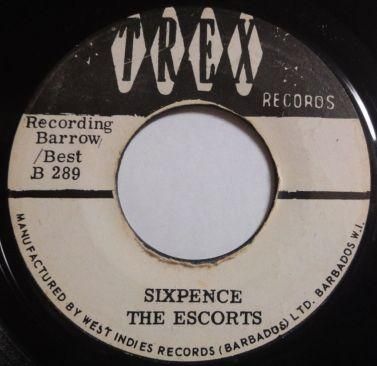 TREX
RECORDS
Recording
Barrow
/Best
B 289
SIXPENCE
THE ESCORTS
MANUFACTURED BY WEST INDIES RECORDS (BARBADOS) LTD. BARBADOS W.I.